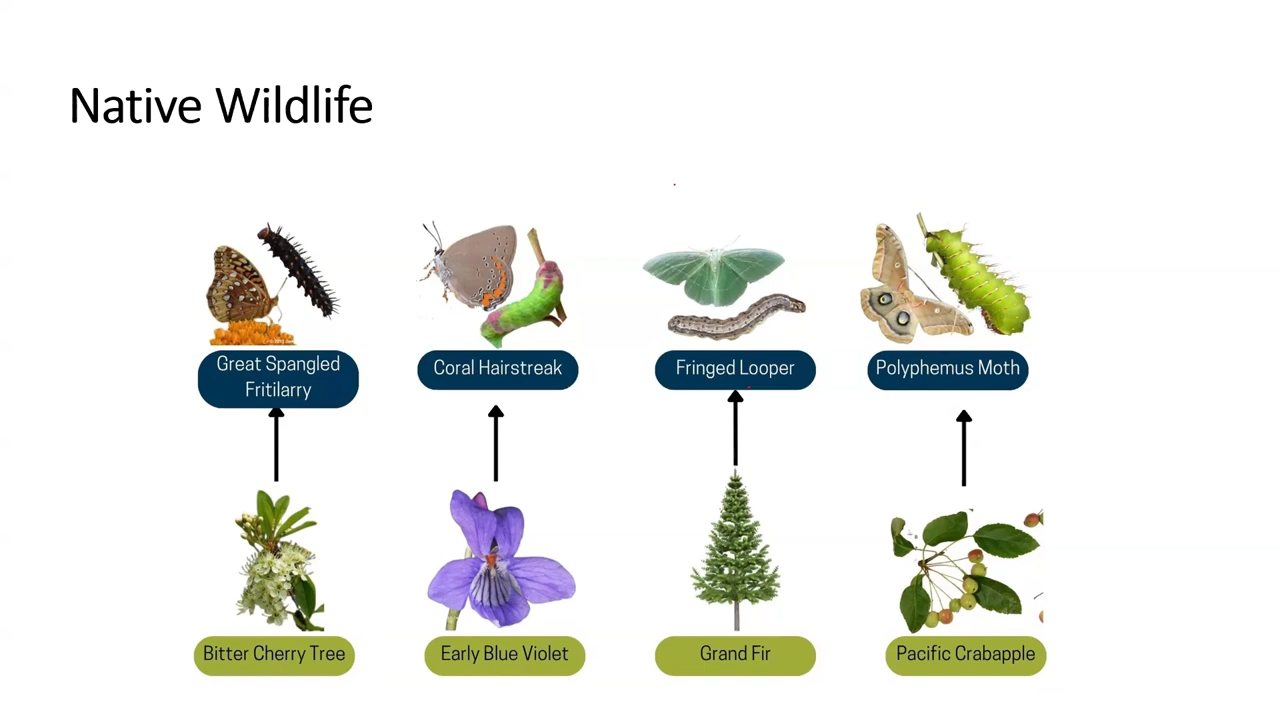 Native Wildlife
Great Spangled
Fritilarry
Coral Hairstreak
Fringed Looper
Polyphemus Moth
Bitter Cherry Tree
Early Blue Violet
Grand Fir
Pacific Crabapple